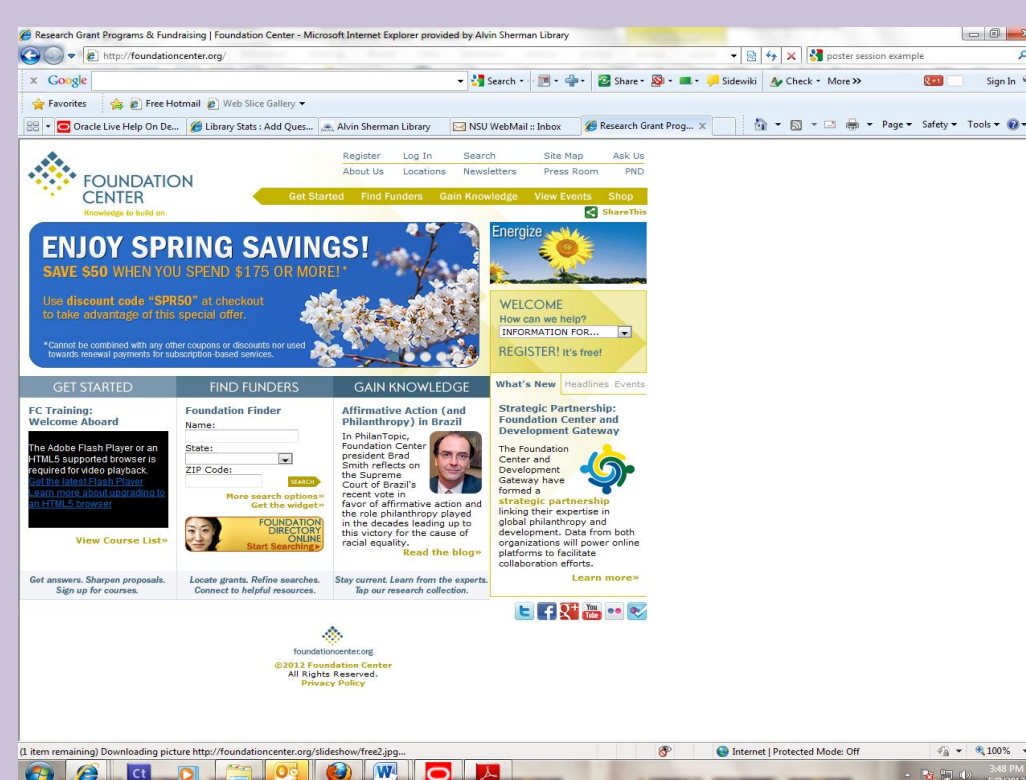 Research Grant Programs & Fundraising | Foundation Center - Microsoft Internet Explorer provided by Alvin Sherman Library
http://foundationcenter.org/
poster session example
x Google
Search
Share
Sidewiki
Check
More >>
Sign In
Favorites
Free Hotmail
Web Slice Gallery
Oracle Live Help On De...
Library Stats : Add Ques...
Alvin Sherman Library
NSU WebMail :: Inbox
Research Grant Prog... x
Page
Safety
Tools
FOUNDATION
CENTER
Knowledge to build on.
Register Log In Search Site Map Ask Us
About Us Locations Newsletters Press Room PND
Get Started Find Funders Gain Knowledge View Events Shop
ShareThis
ENJOY SPRING SAVINGS!
SAVE $50 WHEN YOU SPEND $175 OR MORE!*
Use discount code “SPR50” at checkout
to take advantage of this special offer.
*Cannot be combined with any other coupons or discounts nor used
towards renewal payments for subscription-based services.
Energize
WELCOME
How can we help?
INFORMATION FOR...
REGISTER! It's free!
GET STARTED
FC Training:
Welcome Aboard
The Adobe Flash Player or an
HTML5 supported browser is
required for video playback.
Get the latest Flash Player
Learn more about upgrading to
an HTML5 browser
View Course List»
Get answers. Sharpen proposals.
Sign up for courses.
FIND FUNDERS
Foundation Finder
Name:
State:
ZIP Code:
SEARCH
More search options»
Get the widget»
FOUNDATION
DIRECTORY
ONLINE
Start Searching
Locate grants. Refine searches.
Connect to helpful resources.
GAIN KNOWLEDGE
Affirmative Action (and
Philanthropy) in Brazil
In PhilanTopic,
Foundation Center
president Brad
Smith reflects on
the Supreme
Court of Brazil's
recent vote in
favor of affirmative action and
the role philanthropy played
in the decades leading up to
this victory for the cause of
racial equality.
Read the blog»
Stay current. Learn from the experts.
Tap our research collection.
What's New Headlines Events
Strategic Partnership:
Foundation Center and
Development Gateway
The Foundation
Center and
Development
Gateway have
formed a
strategic partnership
linking their expertise in
global philanthropy and
development. Data from both
organizations will power online
platforms to facilitate
collaboration efforts.
Learn more»
You
Tube
foundationcenter.org
©2012 Foundation Center
All Rights Reserved.
Privacy Policy
(1 item remaining) Downloading picture http://foundationcenter.org/slideshow/free2.jpg...
Internet | Protected Mode: Off
100%
Ct
3:48 PM